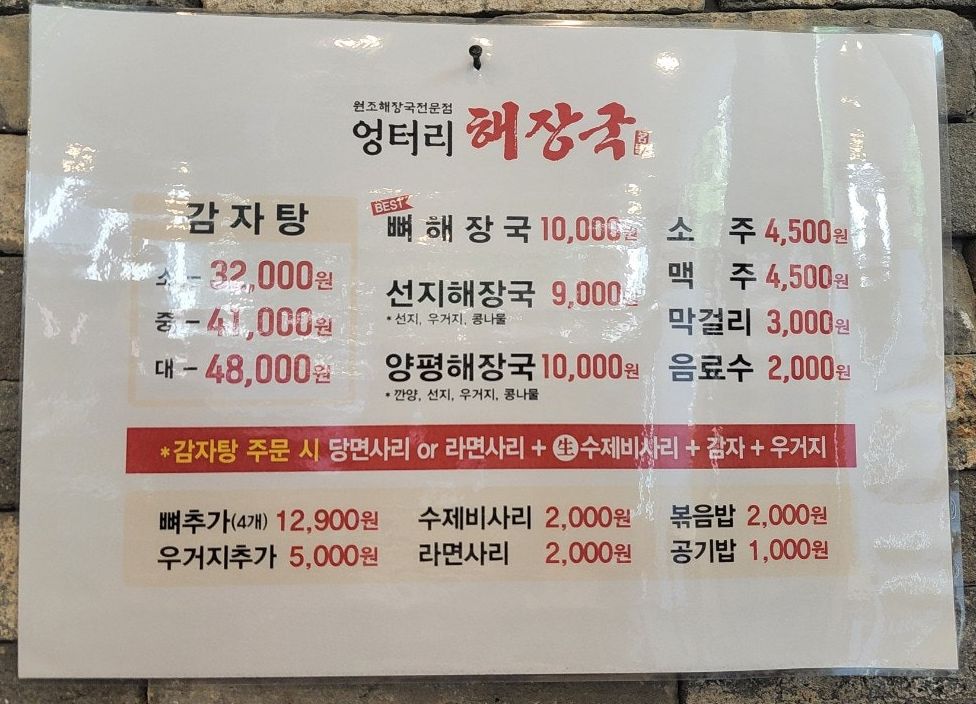 원조해장국전문점
엉터리 해장국
감자탕
소 - 32,000원
중 - 41,000원
대 - 48,000원
BEST
뼈해장국 10,000원
선지해장국 9,000원
* 선지, 우거지, 콩나물
양평해장국 10,000원
* 깐양, 선지, 우거지, 콩나물
소 주 4,500원
맥 주 4,500원
막걸리 3,000원
음료수 2,000원
*감자탕 주문 시 당면사리 or 라면사리 + 生수제비사리 + 감자 + 우거지
뼈추가(4개) 12,900원
우거지추가 5,000원
수제비사리 2,000원
라면사리 2,000원
볶음밥 2,000원
공기밥 1,000원